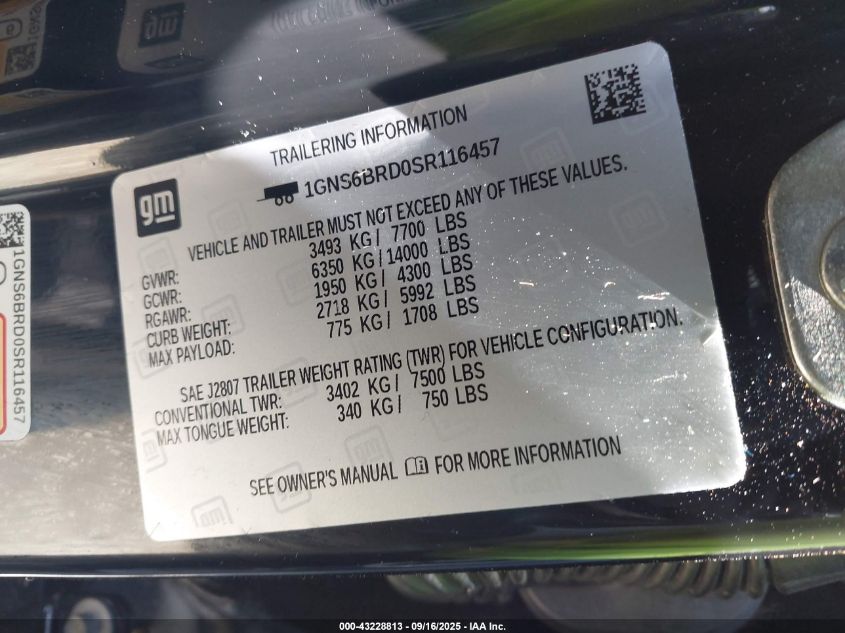 TRAILERING INFORMATION
gm
1GNS6BRD0SR116457
VEHICLE AND TRAILER MUST NOT EXCEED ANY OF THESE VALUES.
GVWR: 3493 KG / 7700 LBS
GCWR: 6350 KG / 14000 LBS
RGAWR: 1950 KG / 4300 LBS
CURB WEIGHT: 2718 KG / 5992 LBS
MAX PAYLOAD: 775 KG / 1708 LBS
SAE J2807 TRAILER WEIGHT RATING (TWR) FOR VEHICLE CONFIGURATION.
CONVENTIONAL TWR: 3402 KG / 7500 LBS
MAX TONGUE WEIGHT: 340 KG / 750 LBS
SEE OWNER'S MANUAL FOR MORE INFORMATION
1GNS6BRD0SR116457
000-43228813 - 09/16/2025 - IAA Inc.